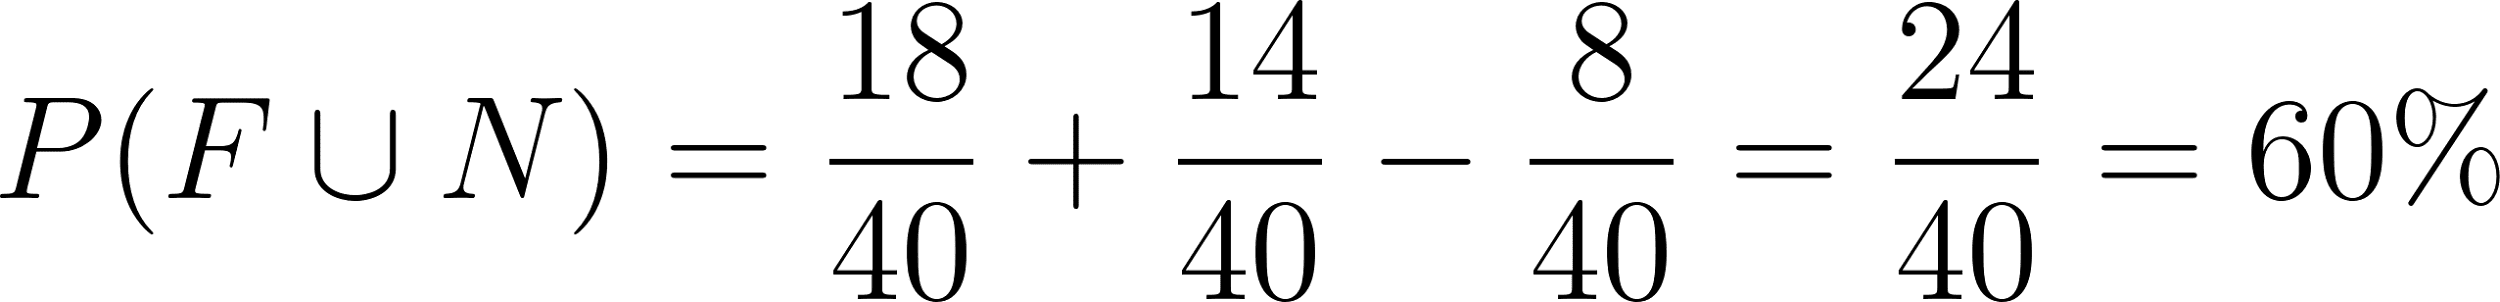 P(F ∪ N) = 18/40 + 14/40 − 8/40 = 24/40 = 60%